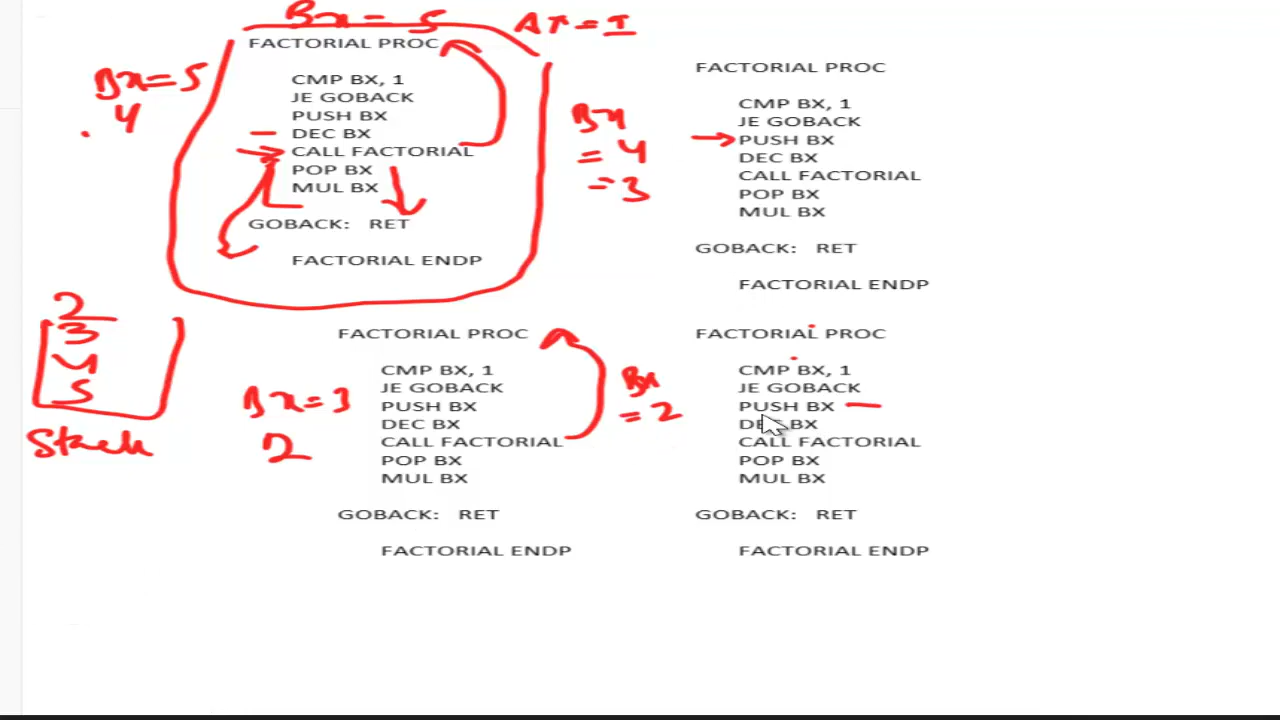 Bx = 5
AX = 1
FACTORIAL PROC
CMP BX, 1
JE GOBACK
PUSH BX
DEC BX
CALL FACTORIAL
POP BX
MUL BX
GOBACK: RET
FACTORIAL ENDP
Bx = 5
4
Bx
= 4
= 3
FACTORIAL PROC
CMP BX, 1
JE GOBACK
PUSH BX
DEC BX
CALL FACTORIAL
POP BX
MUL BX
GOBACK: RET
FACTORIAL ENDP
2
3
4
5
Stack
FACTORIAL PROC
CMP BX, 1
JE GOBACK
PUSH BX
DEC BX
CALL FACTORIAL
POP BX
MUL BX
GOBACK: RET
FACTORIAL ENDP
Bx = 3
2
Bx
= 2
FACTORIAL PROC
CMP BX, 1
JE GOBACK
PUSH BX
DEC BX
CALL FACTORIAL
POP BX
MUL BX
GOBACK: RET
FACTORIAL ENDP